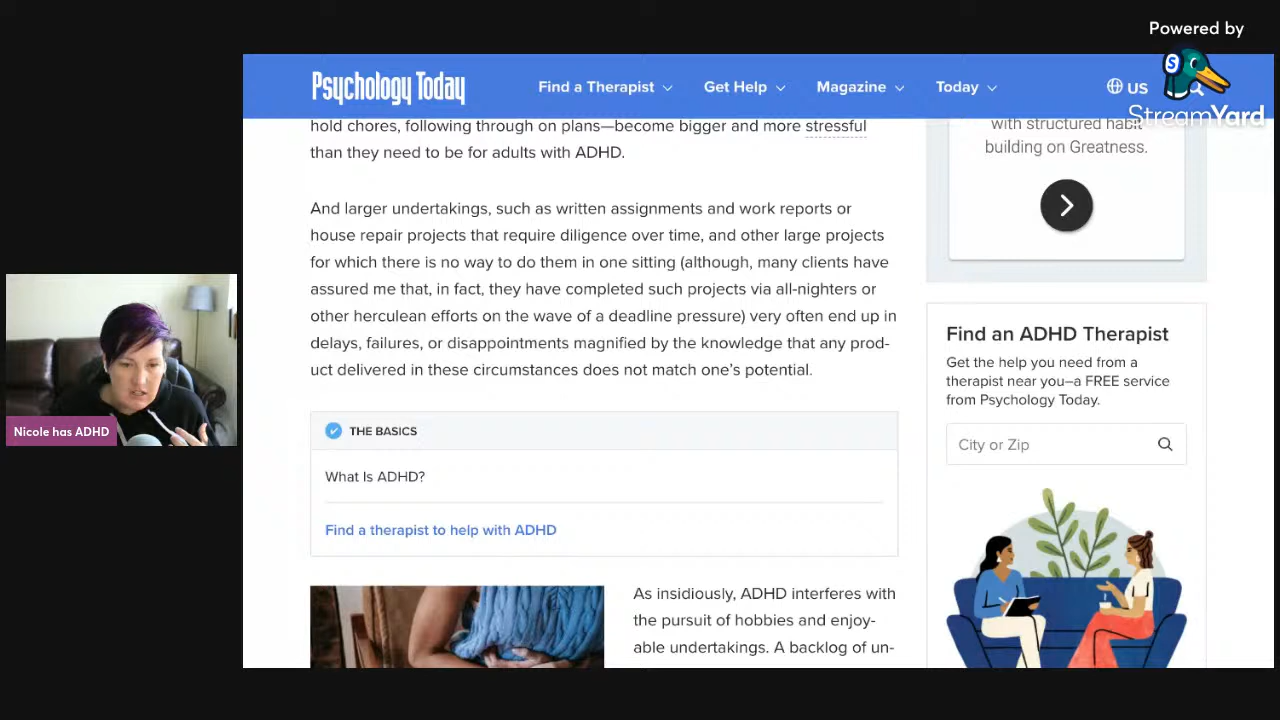 Powered by
StreamYard
Psychology Today
Find a Therapist
Get Help
Magazine
Today
US
hold chores, following through on plans—become bigger and more stressful
than they need to be for adults with ADHD.
And larger undertakings, such as written assignments and work reports or
house repair projects that require diligence over time, and other large projects
for which there is no way to do them in one sitting (although, many clients have
assured me that, in fact, they have completed such projects via all-nighters or
other herculean efforts on the wave of a deadline pressure) very often end up in
delays, failures, or disappointments magnified by the knowledge that any prod-
uct delivered in these circumstances does not match one's potential.
THE BASICS
What Is ADHD?
Find a therapist to help with ADHD
As insidiously, ADHD interferes with
the pursuit of hobbies and enjoy-
able undertakings. A backlog of un-
with structured habit
building on Greatness.
Find an ADHD Therapist
Get the help you need from a
therapist near you–a FREE service
from Psychology Today.
City or Zip
Nicole has ADHD